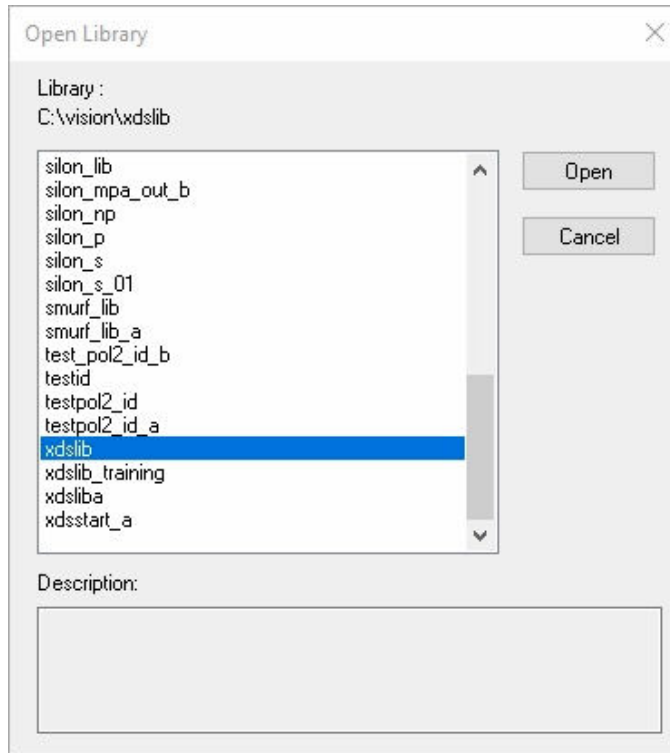 Open Library
Library :
C:\vision\xdslib
silon_lib
silon_mpa_out_b
silon_np
silon_p
silon_s
silon_s_01
smurf_lib
smurf_lib_a
test_pol2_id_b
testid
testpol2_id
testpol2_id_a
xdslib
xdslib_training
xdsliba
xdsstart_a
Open
Cancel
Description: